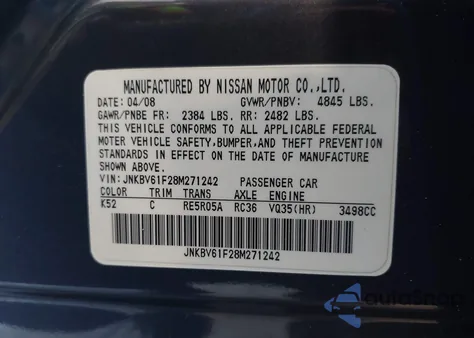 MANUFACTURED BY NISSAN MOTOR CO.,LTD.
DATE: 04/08 GVWR/PNBV: 4845 LBS.
GAWR/PNBE FR: 2384 LBS. RR: 2482 LBS.
THIS VEHICLE CONFORMS TO ALL APPLICABLE FEDERAL
MOTOR VEHICLE SAFETY,BUMPER,AND THEFT PREVENTION
STANDARDS IN EFFECT ON THE DATE OF MANUFACTURE
SHOWN ABOVE.
VIN: JNKBV61F28M271242 PASSENGER CAR
COLOR TRIM TRANS AXLE ENGINE
K52 C RE5R05A RC36 VQ35(HR) 3498CC
JNKBV61F28M271242